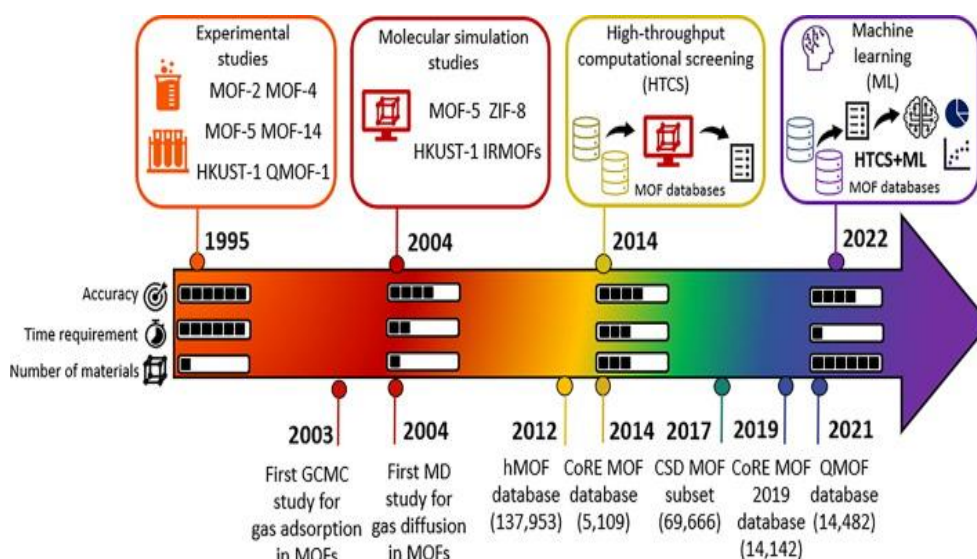 Experimental
studies
MOF-2 MOF-4
MOF-5 MOF-14
HKUST-1 QMOF-1
Molecular simulation
studies
MOF-5 ZIF-8
HKUST-1 IRMOFs
High-throughput
computational screening
(HTCS)
MOF databases
Machine
learning
(ML)
HTCS+ML
MOF databases
1995
2004
2014
2022
Accuracy
Time requirement
Number of materials
2003
First GCMC
study for
gas adsorption
in MOFs
2004
First MD
study for
gas diffusion
in MOFs
2012
hMOF
database
(137,953)
2014
CoRE MOF
database
(5,109)
2017
CSD MOF
subset
(69,666)
2019
CoRE MOF
2019
database
(14,142)
2021
QMOF
database
(14,482)